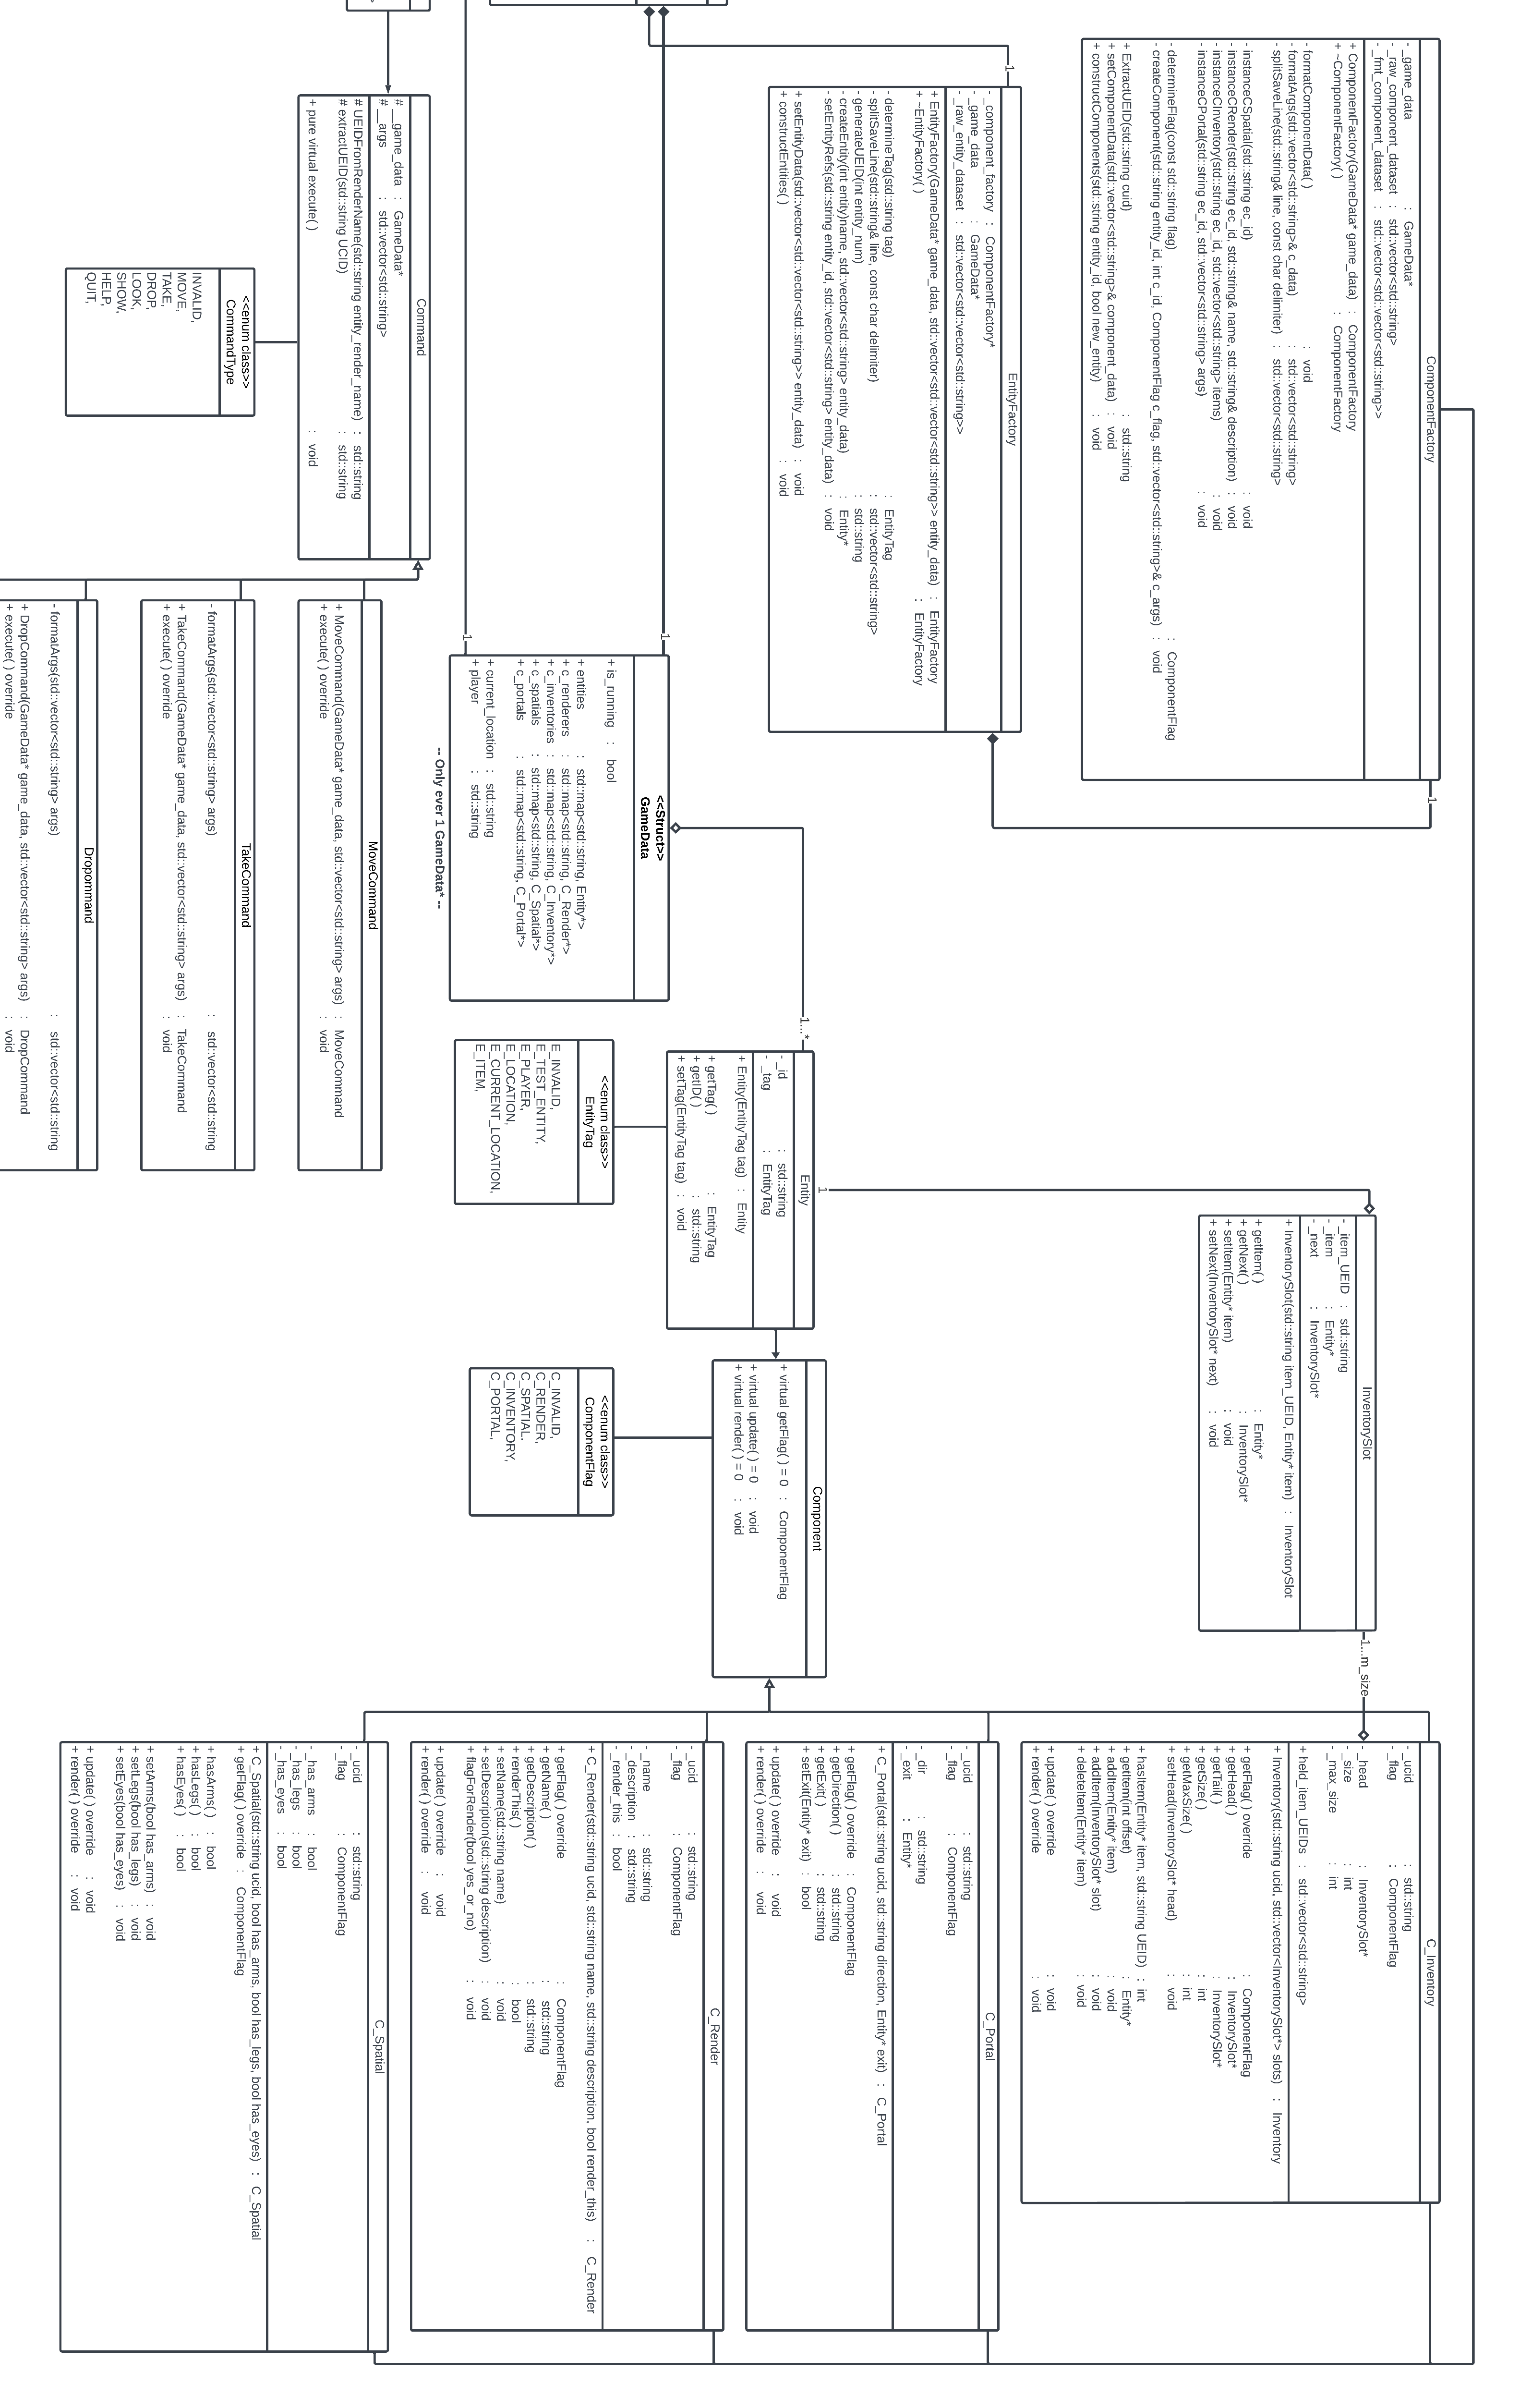 ComponentFactory
- _game_data : GameData*
- _raw_component_dataset : std::vector<std::string>
- _fmt_component_dataset : std::vector<std::vector<std::string>>
+ ComponentFactory(GameData* game_data) : ComponentFactory
+ ~ComponentFactory( ) : ComponentFactory
- formatComponentData( ) : void
- formatArgs(std::vector<std::string>& c_data) : std::vector<std::string>
- splitSaveLine(std::string& line, const char delimiter) : std::vector<std::string>
- instanceCSpatial(std::string ec_id) : void
- instanceCRender(std::string ec_id, std::string& name, std::string& description) : void
- instanceCInventory(std::string ec_id, std::vector<std::string> items) : void
- instanceCPortal(std::string ec_id, std::vector<std::string> args) : void
- determineFlag(const std::string flag) : ComponentFlag
- createComponent(std::string entity_id, int c_id, ComponentFlag c_flag, std::vector<std::string>& c_args) : void
+ ExtractUEID(std::string cuid) : std::string
+ setComponentData(std::vector<std::string>& component_data) : void
+ constructComponents(std::string entity_id, bool new_entity) : void
1
EntityFactory
- _component_factory : ComponentFactory*
- _game_data : GameData*
- _raw_entity_dataset : std::vector<std::vector<std::string>>
+ EntityFactory(GameData* game_data, std::vector<std::vector<std::string>> entity_data) : EntityFactory
+ ~EntityFactory( ) : EntityFactory
- determineTag(std::string tag) : EntityTag
- splitSaveLine(std::string& line, const char delimiter) : std::vector<std::string>
- generateUEID(int entity_num) : std::string
- createEntity(int entity)name, std::vector<std::string> entity_data) : Entity*
- setEntityRefs(std::string entity_id, std::vector<std::string> entity_data) : void
+ setEntityData(std::vector<std::vector<std::string>> entity_data) : void
+ constructEntities( ) : void
1
1
1
<<Struct>>
GameData
+ is_running : bool
+ entities : std::map<std::string, Entity*>
+ c_renderers : std::map<std::string, C_Render*>
+ c_inventories : std::map<std::string, C_Inventory*>
+ c_spatials : std::map<std::string, C_Spatial*>
+ c_portals : std::map<std::string, C_Portal*>
+ current_location : std::string
+ player : std::string
-- Only ever 1 GameData* --
1...*
Command
# __game_data : GameData*
# __args : std::vector<std::string>
# UEIDFromRenderName(std::string entity_render_name) : std::string
# extractUEID(std::string UCID) : std::string
+ pure virtual execute( ) : void
<<enum class>>
CommandType
INVALID,
MOVE,
TAKE,
DROP,
LOOK,
SHOW,
HELP,
QUIT,
MoveCommand
+ MoveCommand(GameData* game_data, std::vector<std::string> args) : MoveCommand
+ execute( ) override : void
TakeCommand
- formatArgs(std::vector<std::string> args) : std::vector<std::string
+ TakeCommand(GameData* game_data, std::vector<std::string> args) : TakeCommand
+ execute( ) override : void
Dropommand
- formatArgs(std::vector<std::string> args) : std::vector<std::string
+ DropCommand(GameData* game_data, std::vector<std::string> args) : DropCommand
+ execute( ) override : void
Entity
- _id : std::string
- _tag : EntityTag
+ Entity(EntityTag tag) : Entity
+ getTag( ) : EntityTag
+ getID( ) : std::string
+ setTag(EntityTag tag) : void
1
<<enum class>>
EntityTag
E_INVALID,
E_TEST_ENTITY,
E_PLAYER,
E_LOCATION,
E_CURRENT_LOCATION,
E_ITEM,
InventorySlot
- _item_UEID : std::string
- _item : Entity*
- _next : InventorySlot*
+ InventorySlot(std::string item_UEID, Entity* item) : InventorySlot
+ getItem( ) : Entity*
+ getNext( ) : InventorySlot*
+ setItem(Entity* item) : void
+ setNext(InventorySlot* next) : void
1...m_size
Component
+ virtual getFlag( ) = 0 : ComponentFlag
+ virtual update( ) = 0 : void
+ virtual render( ) = 0 : void
<<enum class>>
ComponentFlag
C_INVALID,
C_RENDER,
C_SPATIAL.
C_INVENTORY,
C_PORTAL,
C_Inventory
- _ucid : std::string
- _flag : ComponentFlag
- _head : InventorySlot*
- _size : int
- _max_size : int
+ held_item_UEIDs : std::vector<std::string>
+ Inventory(std::string ucid, std::vector<InventorySlot*> slots) : Inventory
+ getFlag( ) override : ComponentFlag
+ getHead( ) : InventorySlot*
+ getTail( ) : InventorySlot*
+ getSize( ) : int
+ getMaxSize( ) : int
+ setHead(InventorySlot* head) : void
+ hasItem(Entity* item, std::string UEID) : int
+ getItem(int offset) : Entity*
+ addItem(Entity* item) : void
+ addItem(InventorySlot* slot) : void
+ deleteItem(Entity* item) : void
+ update( ) override : void
+ render( ) override : void
C_Portal
- _ucid : std::string
- _flag : ComponentFlag
- _dir : std::string
- _exit : Entity*
+ C_Portal(std::string ucid, std::string direction, Entity* exit) : C_Portal
+ getFlag( ) override : ComponentFlag
+ getDirection( ) : std::string
+ getExit( ) : std::string
+ setExit(Entity* exit) : bool
+ update( ) override : void
+ render( ) override : void
C_Render
- _ucid : std::string
- _flag : ComponentFlag
- _name : std::string
- _description : std::string
- _render_this : bool
+ C_Render(std::string ucid, std::string name, std::string description, bool render_this) : C_Render
+ getFlag( ) override : ComponentFlag
+ getName( ) : std::string
+ getDescription( ) : std::string
+ renderThis( ) : bool
+ setName(std::string name) : void
+ setDescription(std::string description) : void
+ flagForRender(bool yes_or_no) : void
+ update( ) override : void
+ render( ) override : void
C_Spatial
- _ucid : std::string
- _flag : ComponentFlag
- _has_arms : bool
- _has_legs : bool
- _has_eyes : bool
+ C_Spatial(std::string ucid, bool has_arms, bool has_legs, bool has_eyes) : C_Spatial
+ getFlag( ) override : ComponentFlag
+ hasArms( ) : bool
+ hasLegs( ) : bool
+ hasEyes( ) : bool
+ setArms(bool has_arms) : void
+ setLegs(bool has_legs) : void
+ setEyes(bool has_eyes) : void
+ update( ) override : void
+ render( ) override : void